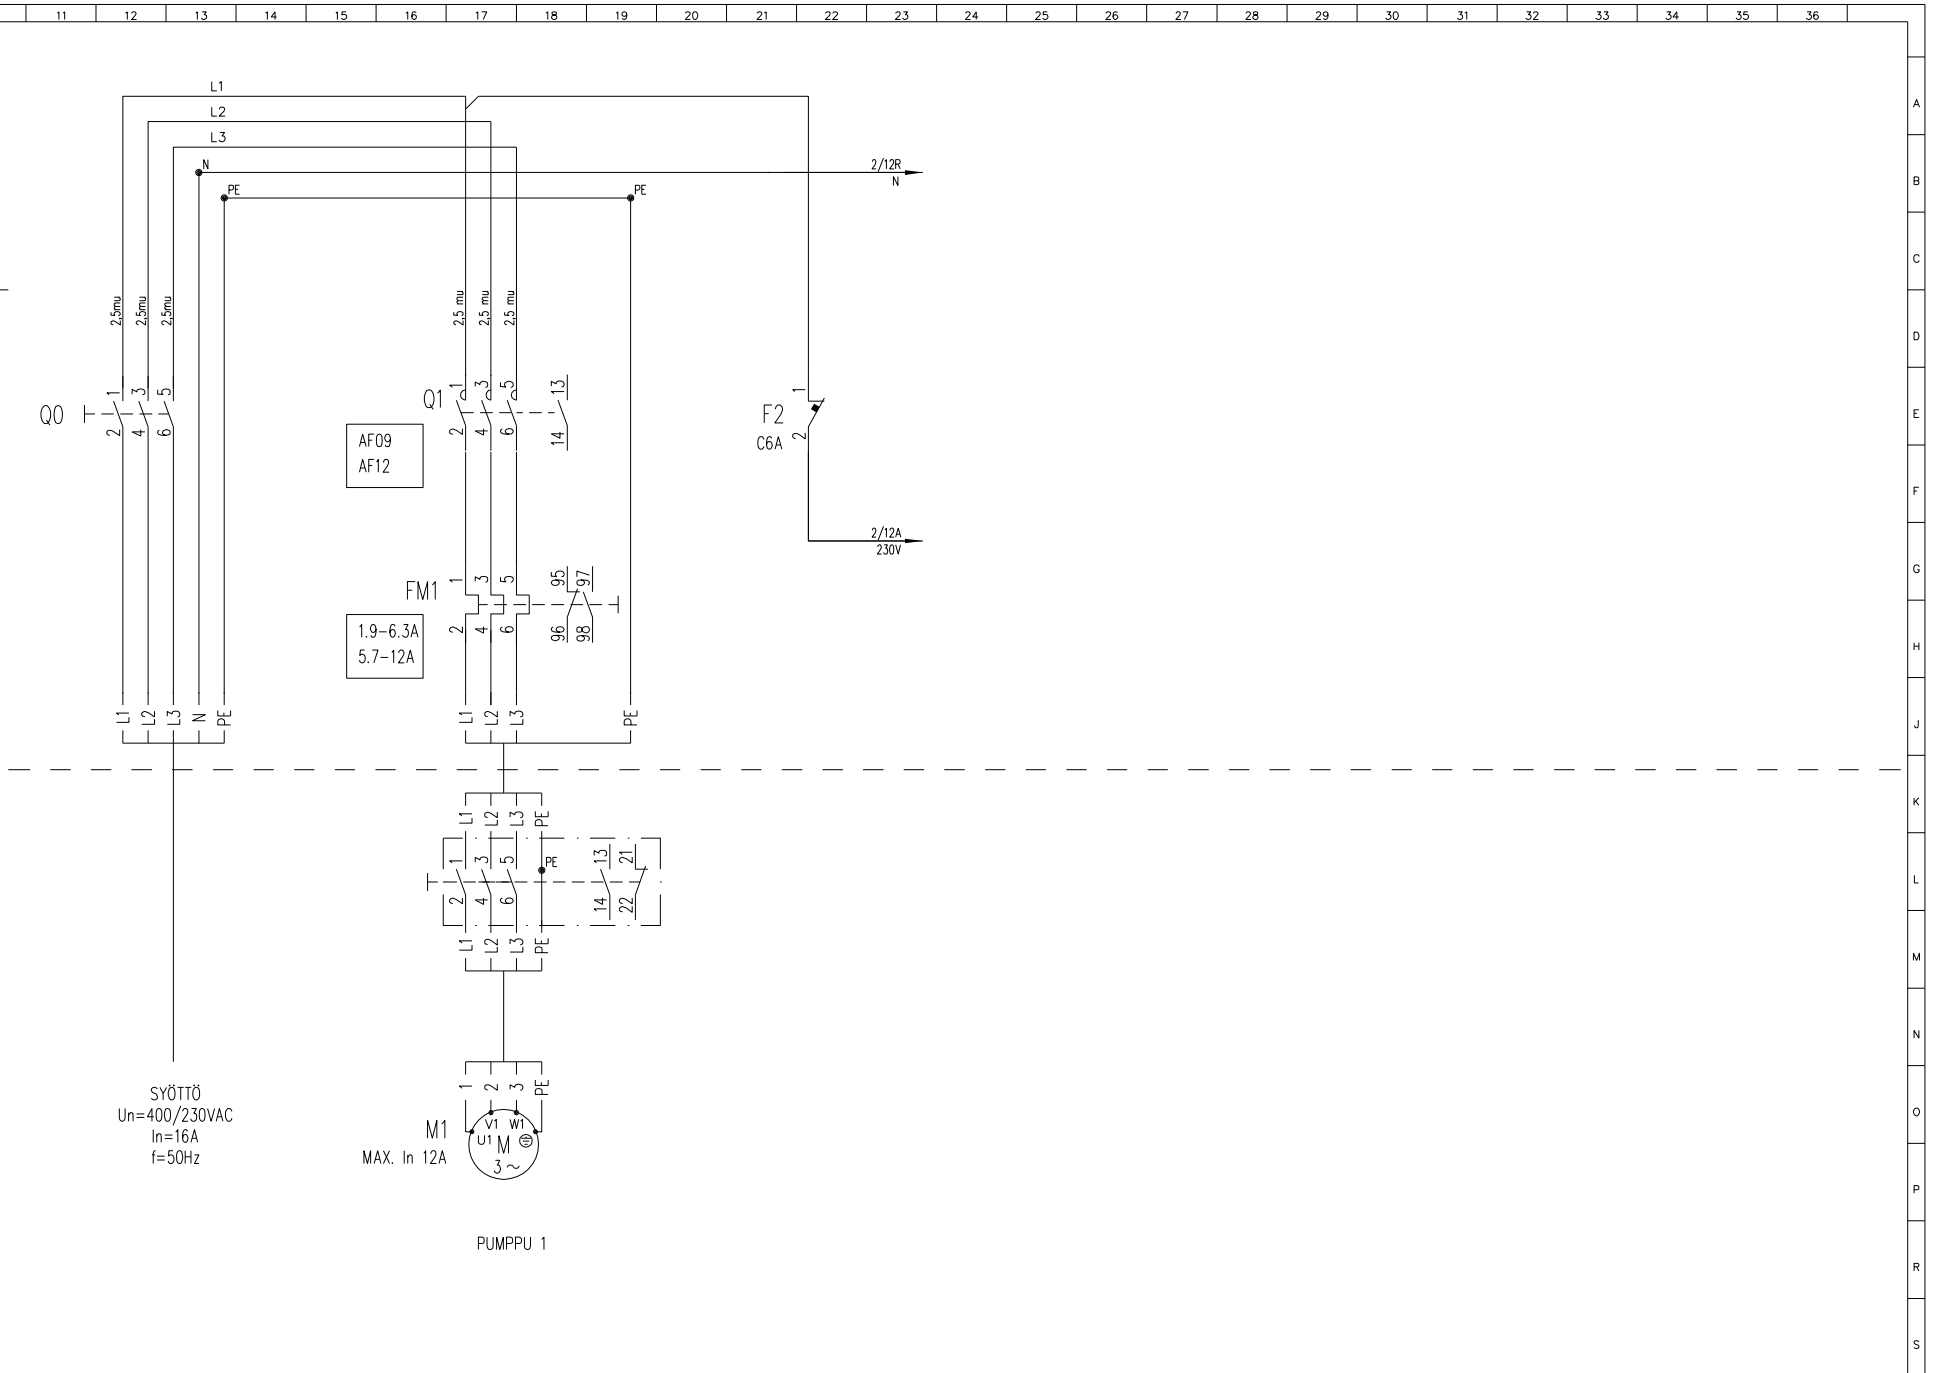 11 12 13 14 15 16 17 18 19 20 21 22 23 24 25 26 27 28 29 30 31 32 33 34 35 36
L1
L2
L3
N
PE
PE
2/12R
N
2,5mu 2,5mu 2,5mu
2,5 mu 2,5 mu 2,5 mu
Q0
1 3 5
2 4 6
Q1
1 3 5 13
2 4 6 14
AF09
AF12
F2
C6A
1
2
2/12A
230V
FM1
1 3 5 95 97
2 4 6 96 98
1.9-6.3A
5.7-12A
L1 L2 L3 N PE
L1 L2 L3 PE
L1 L2 L3 PE
PE
1 3 5 13 21
2 4 6 14 22
L1 L2 L3 PE
1 2 3 PE
SYÖTTÖ
Un=400/230VAC
In=16A
f=50Hz
M1
MAX. In 12A
V1 W1
U1 M
3 ~
PUMPPU 1
A
B
C
D
E
F
G
H
J
K
L
M
N
O
P
R
S